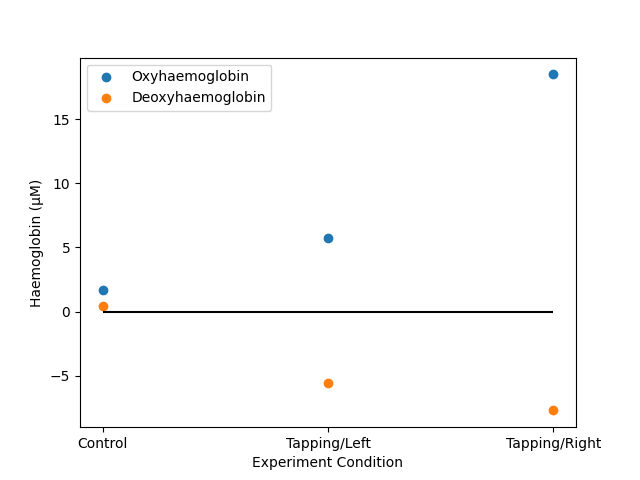 Oxyhaemoglobin
Deoxyhaemoglobin
15
10
5
0
−5
Haemoglobin (μM)
Control
Tapping/Left
Tapping/Right
Experiment Condition